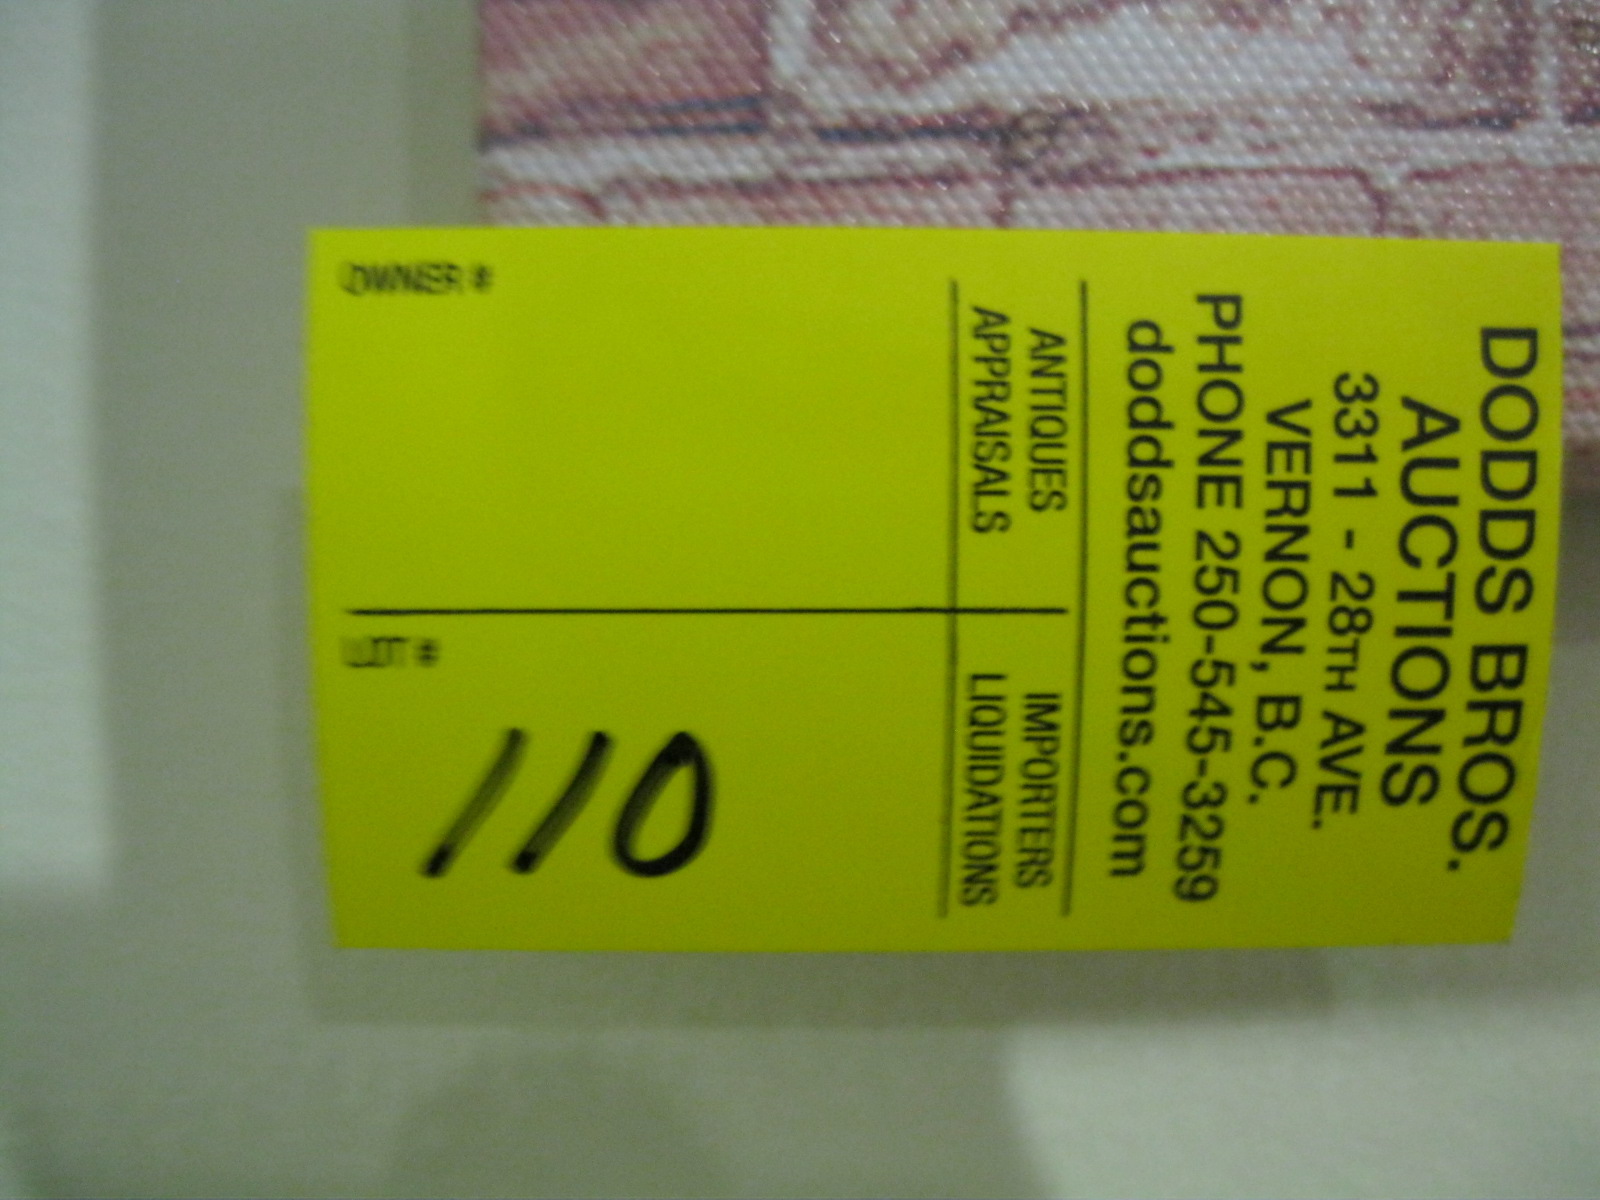 DODDS BROS.
AUCTIONS
3311 - 28TH AVE.
VERNON, B.C.
PHONE 250-545-3259
doddsauctions.com
ANTIQUES
APPRAISALS
IMPORTERS
LIQUIDATIONS
OWNER #
LOT #
110